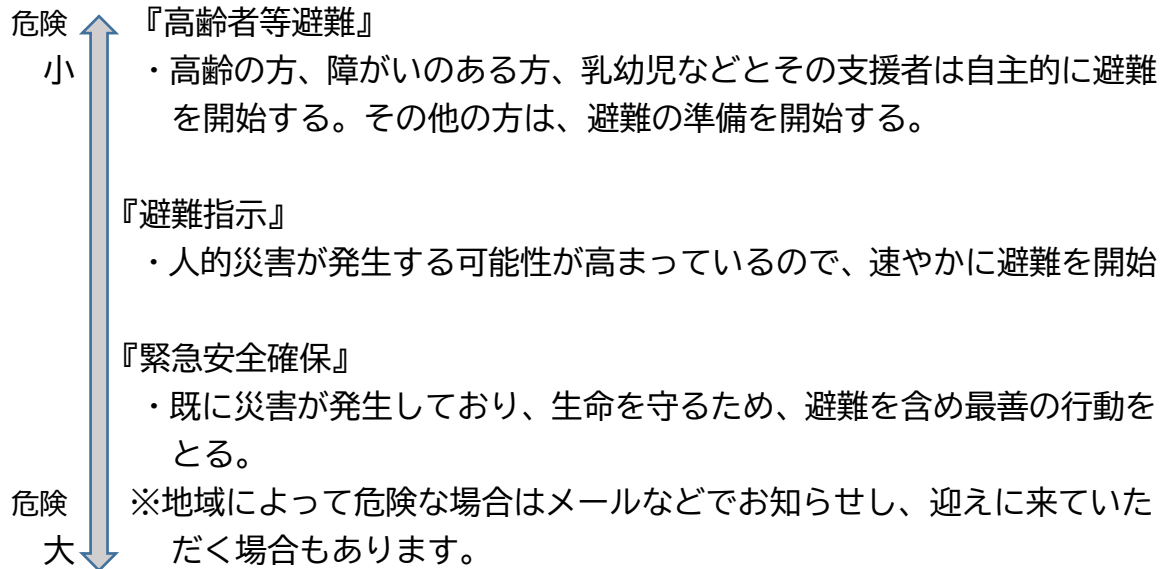 危険 『高齢者等避難』
小 ・高齢の方、障がいのある方、乳幼児などとその支援者は自主的に避難
を開始する。その他の方は、避難の準備を開始する。
『避難指示』
・人的災害が発生する可能性が高まっているので、速やかに避難を開始
『緊急安全確保』
・既に災害が発生しており、生命を守るため、避難を含め最善の行動を
とる。
危険 ※地域によって危険な場合はメールなどでお知らせし、迎えに来ていた
大 だく場合もあります。